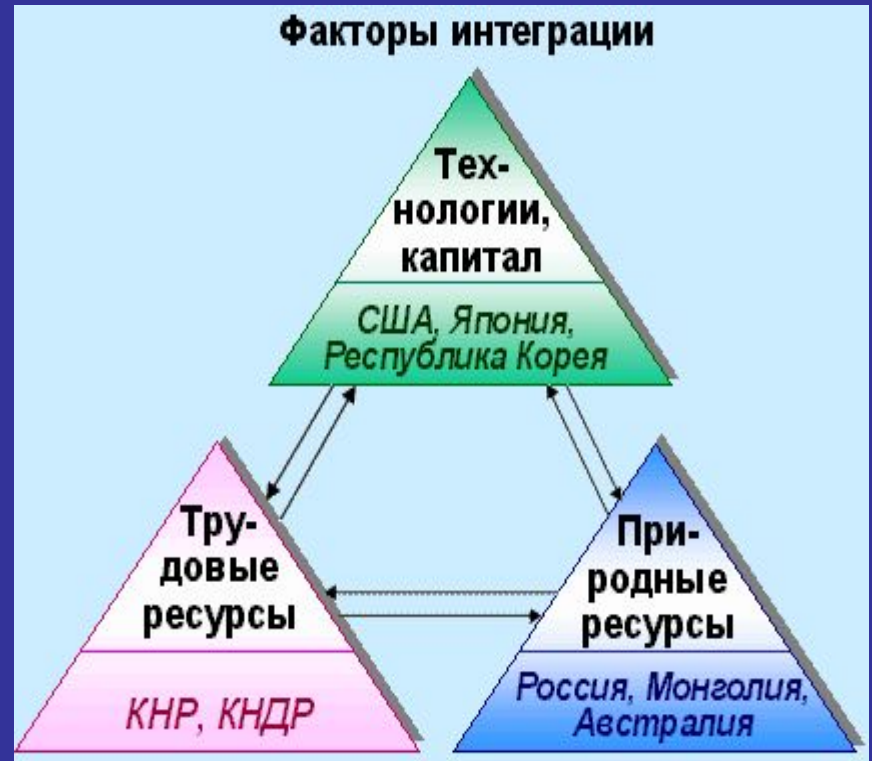 Факторы интеграции
Тех-
нологии,
капитал
США, Япония,
Республика Корея
Тру-
довые
ресурсы
КНР, КНДР
При-
родные
ресурсы
Россия, Монголия,
Австралия